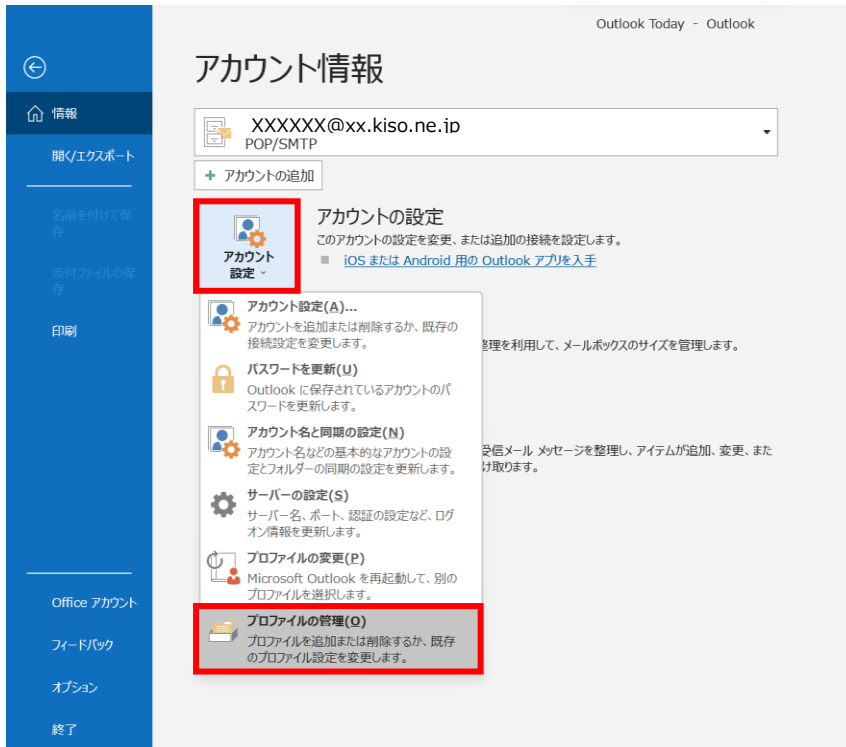 Outlook Today - Outlook
アカウント情報
情報
開く/エクスポート
名前を付けて保
存
添付ファイルの保
存
印刷
Office アカウント
フィードバック
オプション
終了
XXXXXX@xx.kiso.ne.jp
POP/SMTP
+ アカウントの追加
アカウント
設定
アカウントの設定
このアカウントの設定を変更、または追加の接続を設定します。
iOS または Android 用の Outlook アプリを入手
アカウント設定(A)...
アカウントを追加または削除するか、既存の
接続設定を変更します。
整理を利用して、メールボックスのサイズを管理します。
パスワードを更新(U)
Outlook に保存されているアカウントのパ
スワードを更新します。
アカウント名と同期の設定(N)
アカウント名などの基本的なアカウントの設
定とフォルダーの同期の設定を更新します。
受信メール メッセージを整理し、アイテムが追加、変更、また
け取ります。
サーバーの設定(S)
サーバー名、ポート、認証の設定など、ログ
オン情報を更新します。
プロファイルの変更(P)
Microsoft Outlook を再起動して、別の
プロファイルを選択します。
プロファイルの管理(O)
プロファイルを追加または削除するか、既存
のプロファイル設定を変更します。